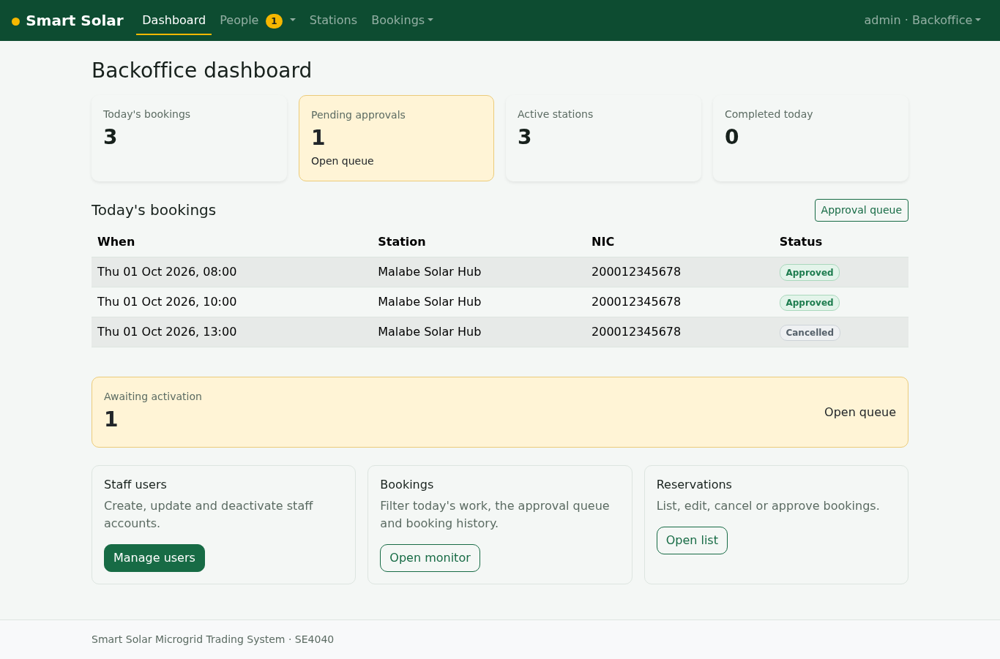 Smart Solar Dashboard People 1 Stations Bookings admin · Backoffice
Backoffice dashboard
Today's bookings
3
Pending approvals
1
Open queue
Active stations
3
Completed today
0
Today's bookings
Approval queue
When Station NIC Status
Thu 01 Oct 2026, 08:00 Malabe Solar Hub 200012345678 Approved
Thu 01 Oct 2026, 10:00 Malabe Solar Hub 200012345678 Approved
Thu 01 Oct 2026, 13:00 Malabe Solar Hub 200012345678 Cancelled
Awaiting activation
1
Open queue
Staff users
Create, update and deactivate staff
accounts.
Manage users
Bookings
Filter today's work, the approval queue
and booking history.
Open monitor
Reservations
List, edit, cancel or approve bookings.
Open list
Smart Solar Microgrid Trading System · SE4040